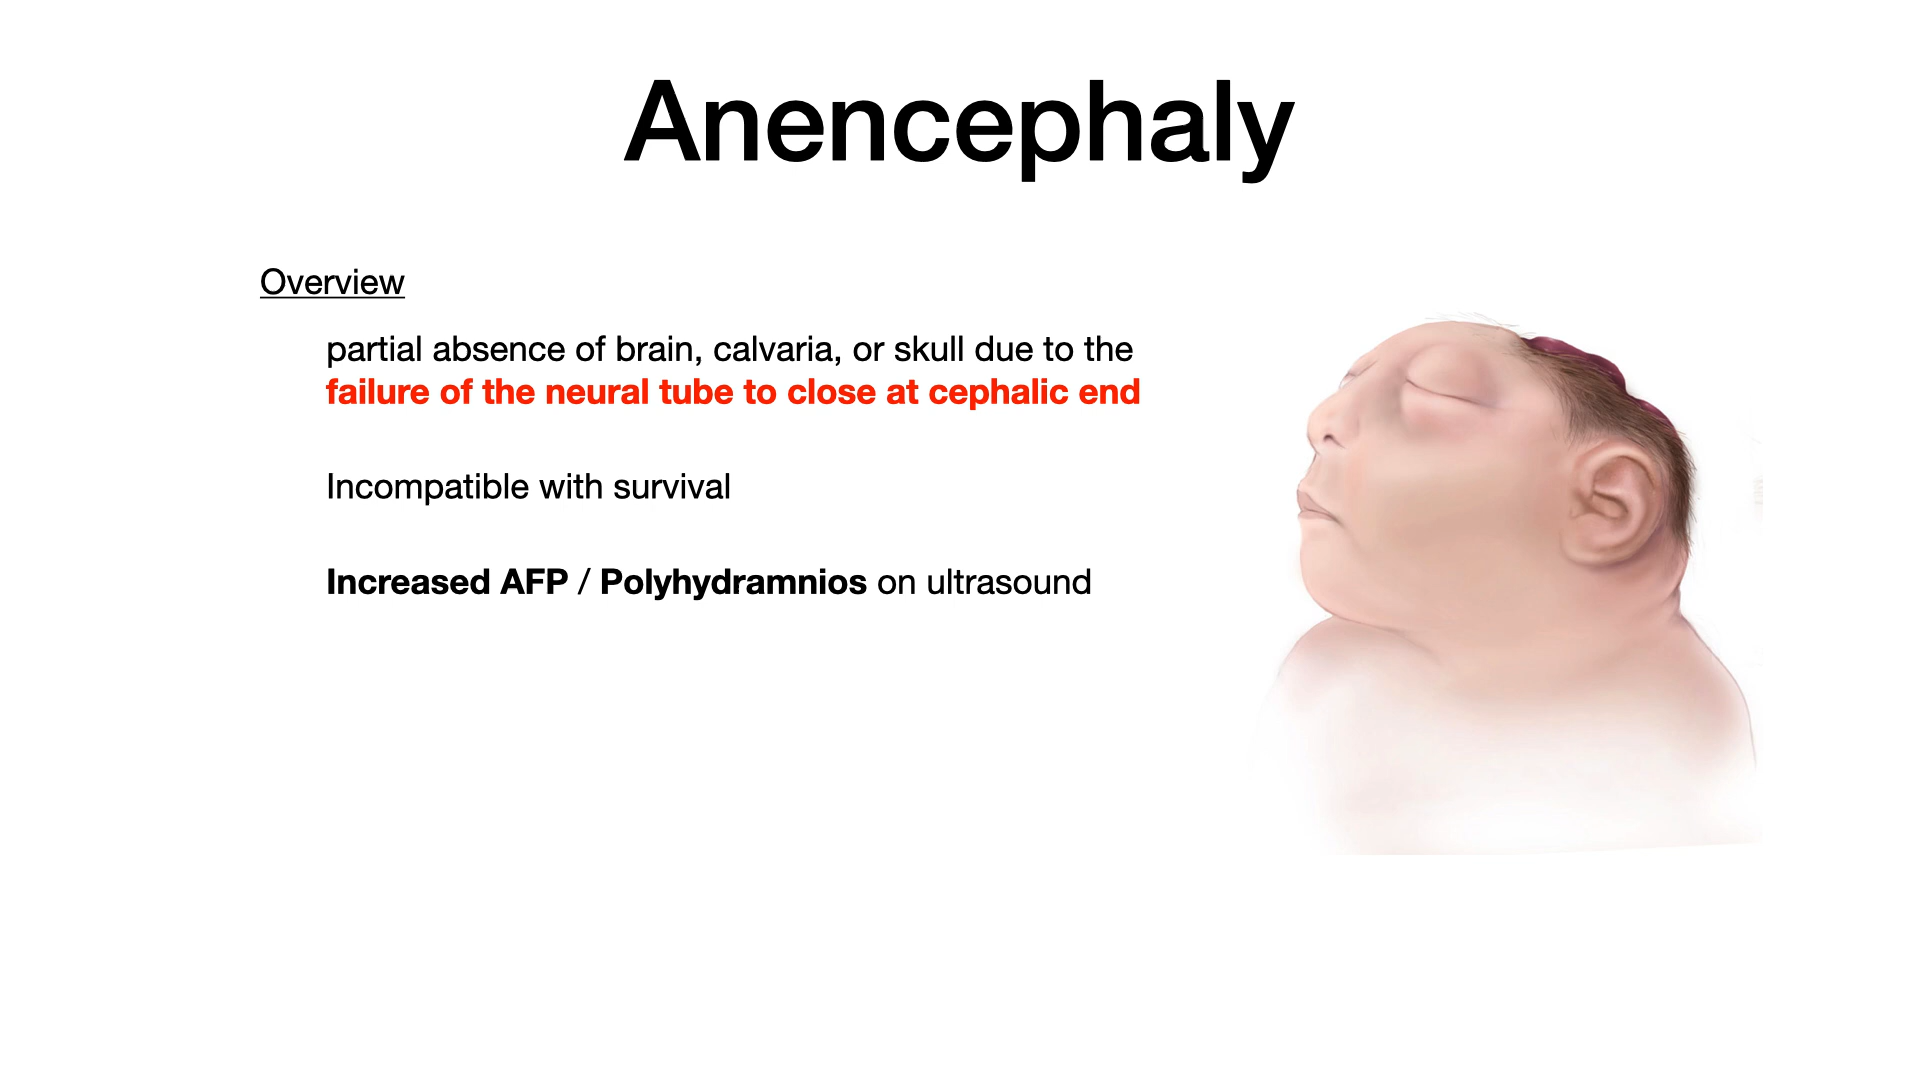 Anencephaly
Overview
partial absence of brain, calvaria, or skull due to the
failure of the neural tube to close at cephalic end
Incompatible with survival
Increased AFP / Polyhydramnios on ultrasound